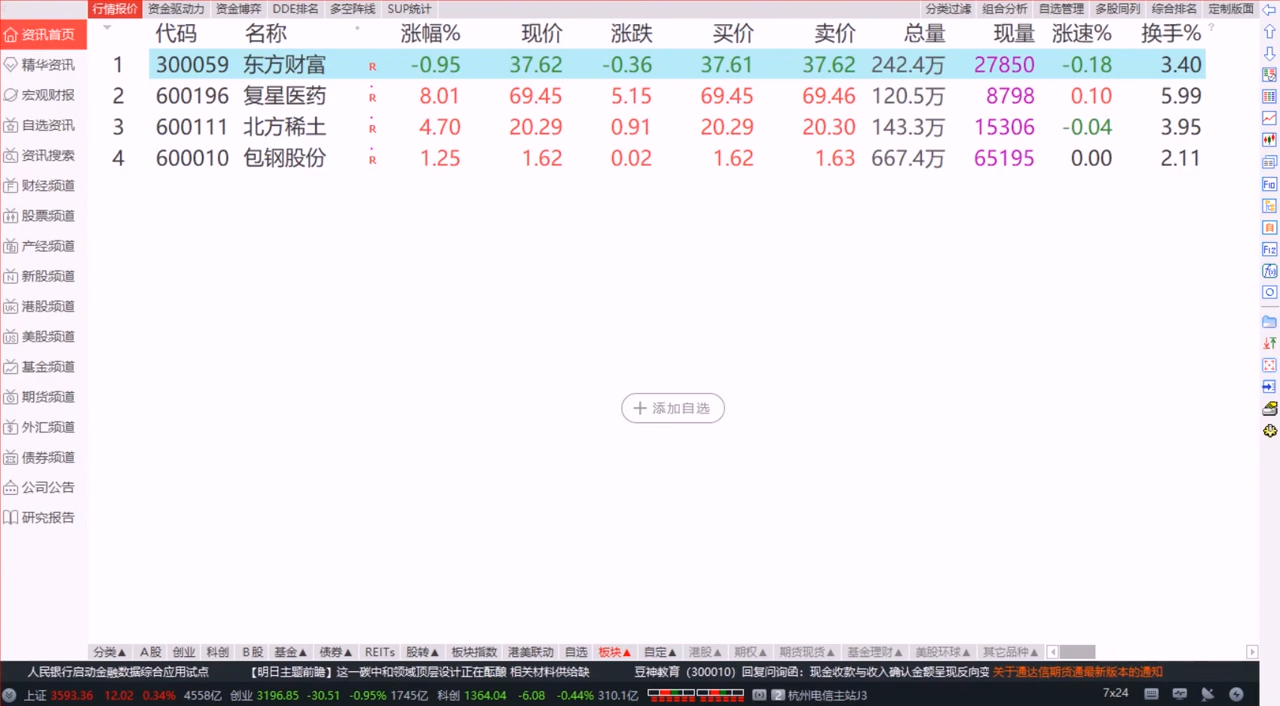 行情报价 资金驱动力 资金博弈 DDE排名 多空阵线 SUP统计 分类过滤 组合分析 自选管理 多股同列 综合排名 定制版面
资讯首页
精华资讯
宏观财报
自选资讯
资讯搜索
财经频道
股票频道
产经频道
新股频道
港股频道
美股频道
基金频道
期货频道
外汇频道
债券频道
公司公告
研究报告
代码 名称 涨幅% 现价 涨跌 买价 卖价 总量 现量 涨速% 换手%
1 300059 东方财富 R -0.95 37.62 -0.36 37.61 37.62 242.4万 27850 -0.18 3.40
2 600196 复星医药 R 8.01 69.45 5.15 69.45 69.46 120.5万 8798 0.10 5.99
3 600111 北方稀土 R 4.70 20.29 0.91 20.29 20.30 143.3万 15306 -0.04 3.95
4 600010 包钢股份 R 1.25 1.62 0.02 1.62 1.63 667.4万 65195 0.00 2.11
添加自选
分类▲ A股 创业 科创 B股 基金▲ 债券▲ REITs 股转▲ 板块指数 港美联动 自选 板块▲ 自定▲ 港股▲ 期权▲ 期货现货▲ 基金理财▲ 美股环球▲ 其它品种▲
人民银行启动金融数据综合应用试点 【明日主题前瞻】这一碳中和领域顶层设计正在酝酿 相关材料供给缺 豆神教育（300010）回复问询函：现金收款与收入确认金额呈现反向变 关于通达信期货通最新版本的通知
上证 3593.36 12.02 0.34% 4558亿 创业 3196.85 -30.51 -0.95% 1745亿 科创 1364.04 -6.08 -0.44% 310.1亿 2 杭州电信主站J3 7x24